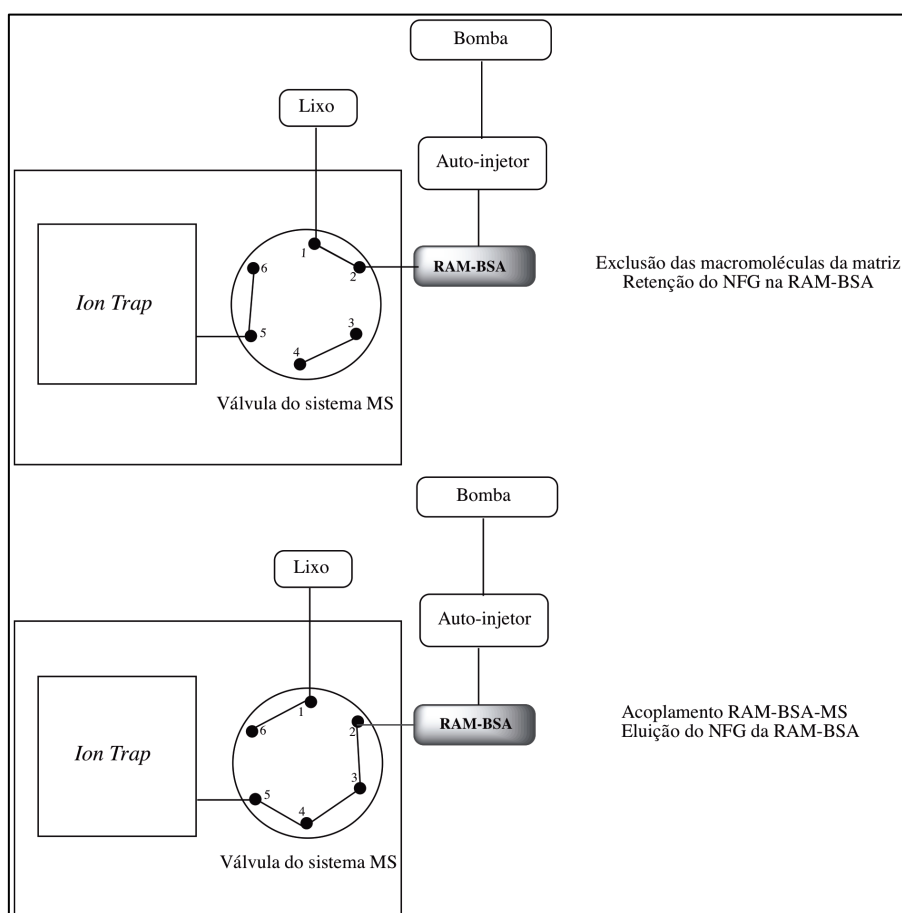 Bomba
Lixo
Auto-injetor
Ion Trap
1
2
3
4
5
6
RAM-BSA
Exclusão das macromoléculas da matriz
Retenção do NFG na RAM-BSA
Válvula do sistema MS
Bomba
Lixo
Auto-injetor
Ion Trap
1
2
3
4
5
6
RAM-BSA
Acoplamento RAM-BSA-MS
Eluição do NFG da RAM-BSA
Válvula do sistema MS